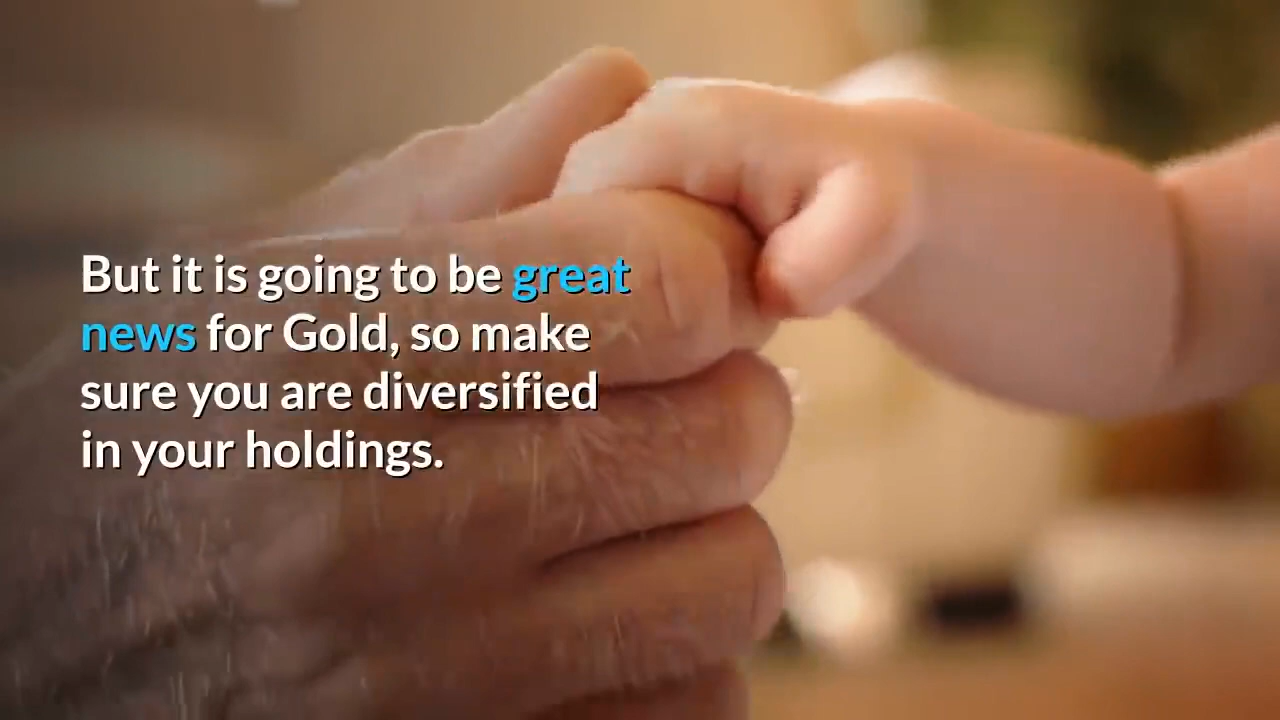 But it is going to be great
news for Gold, so make
sure you are diversified
in your holdings.